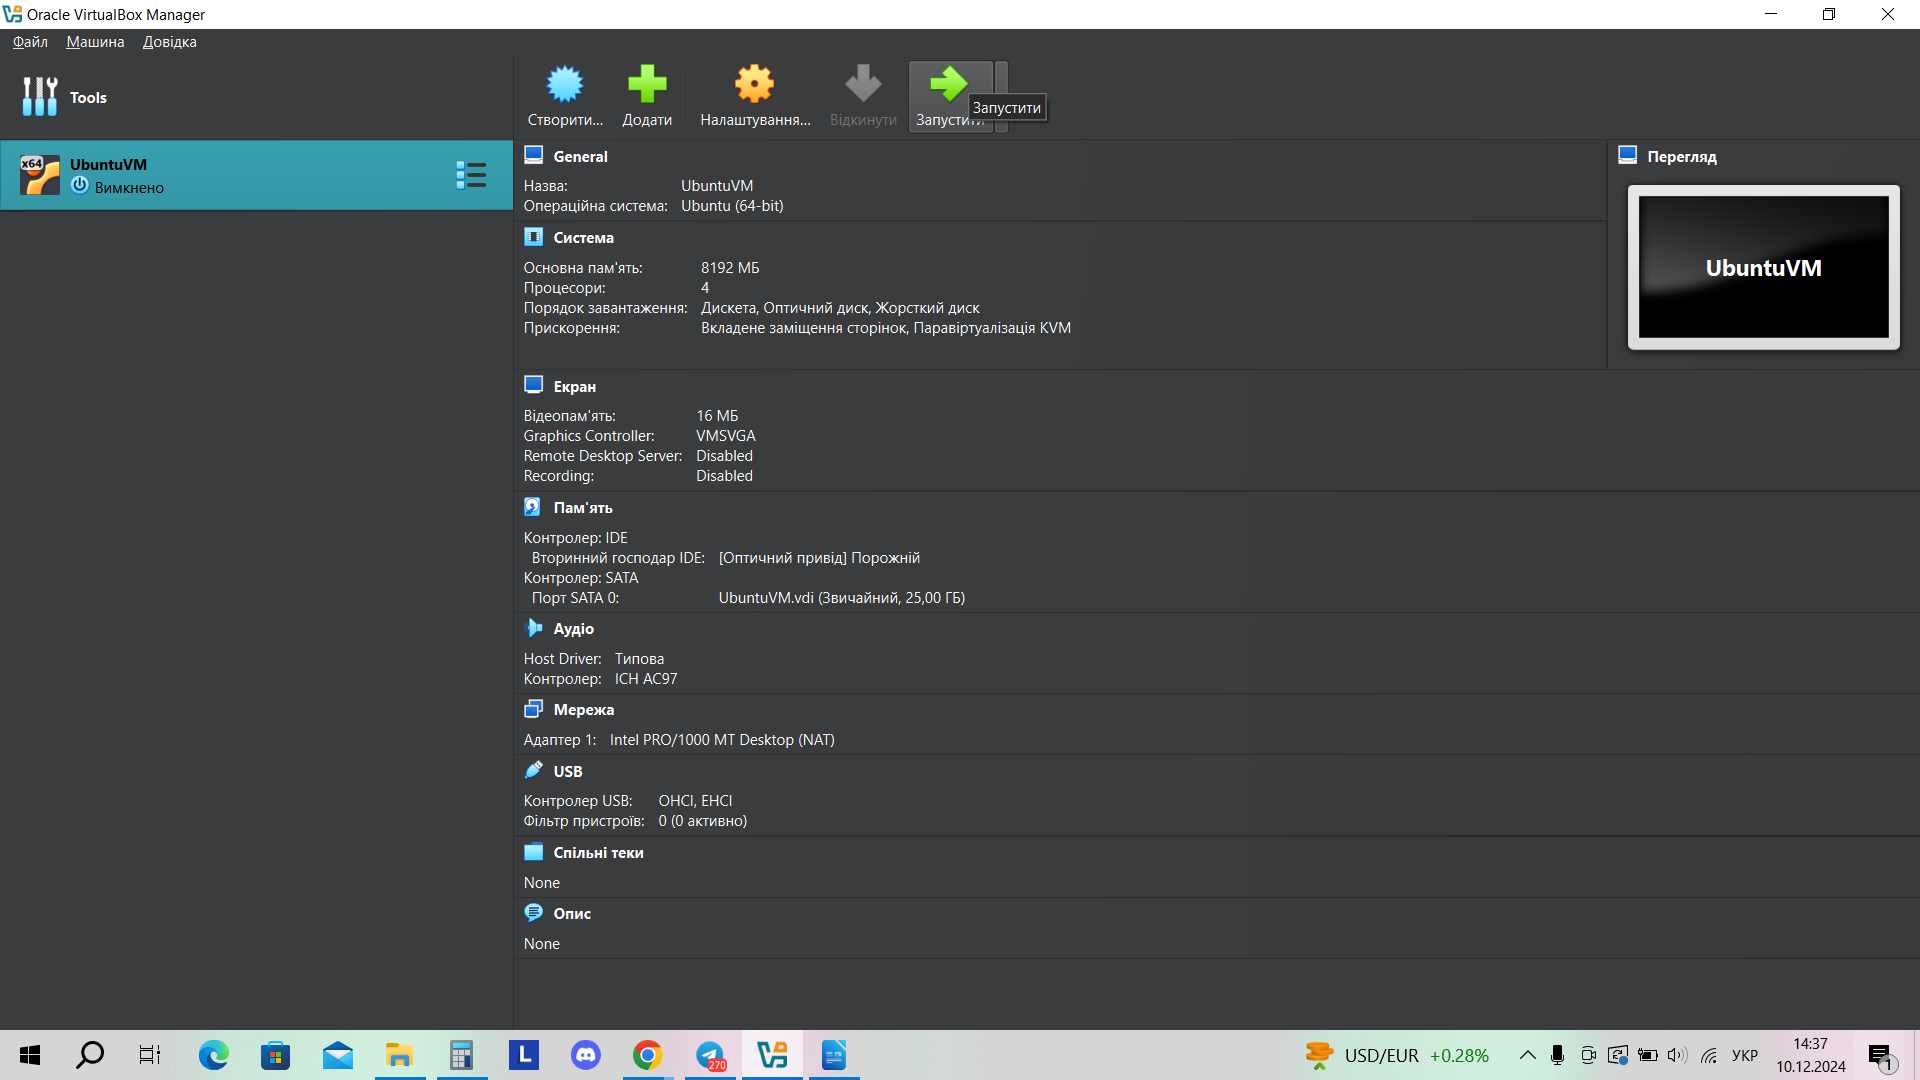 Oracle VirtualBox Manager
Файл Машина Довідка
Tools
Створити... Додати Налаштування... Відкинути Запустити
Запустити
x64
UbuntuVM
Вимкнено
General
Назва: UbuntuVM
Операційна система: Ubuntu (64-bit)
Перегляд
UbuntuVM
Система
Основна пам'ять: 8192 МБ
Процесори: 4
Порядок завантаження: Дискета, Оптичний диск, Жорсткий диск
Прискорення: Вкладене заміщення сторінок, Паравіртуалізація KVM
Екран
Відеопам'ять: 16 МБ
Graphics Controller: VMSVGA
Remote Desktop Server: Disabled
Recording: Disabled
Пам'ять
Контролер: IDE
Вторинний господар IDE: [Оптичний привід] Порожній
Контролер: SATA
Порт SATA 0: UbuntuVM.vdi (Звичайний, 25,00 ГБ)
Аудіо
Host Driver: Типова
Контролер: ICH AC97
Мережа
Адаптер 1: Intel PRO/1000 MT Desktop (NAT)
USB
Контролер USB: OHCI, EHCI
Фільтр пристроїв: 0 (0 активно)
Спільні теки
None
Опис
None
L
270
USD/EUR +0.28%
УКР
14:37
10.12.2024
1